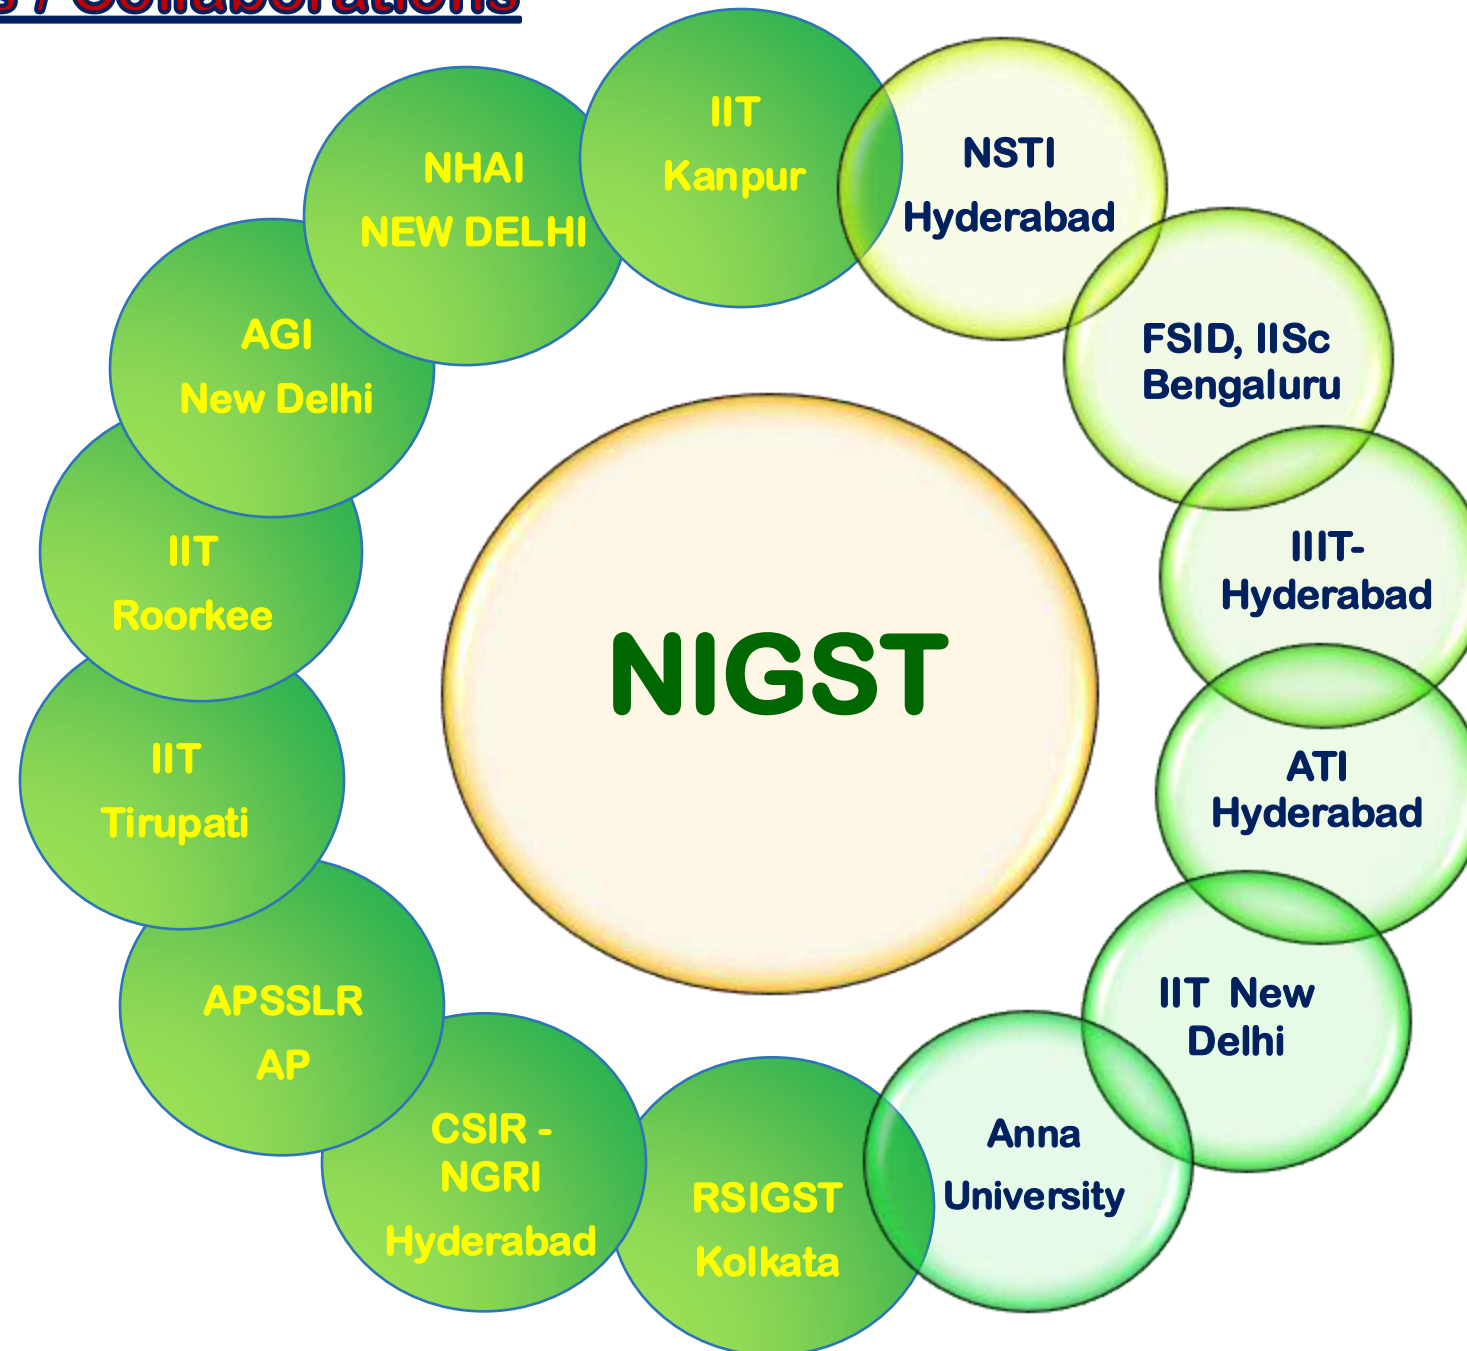 / Collaborations
IIT
Kanpur
NSTI
Hyderabad
FSID, IISc
Bengaluru
IIIT-
Hyderabad
ATI
Hyderabad
IIT New
Delhi
Anna
University
RSIGST
Kolkata
CSIR -
NGRI
Hyderabad
APSSLR
AP
IIT
Tirupati
IIT
Roorkee
AGI
New Delhi
NHAI
NEW DELHI
NIGST